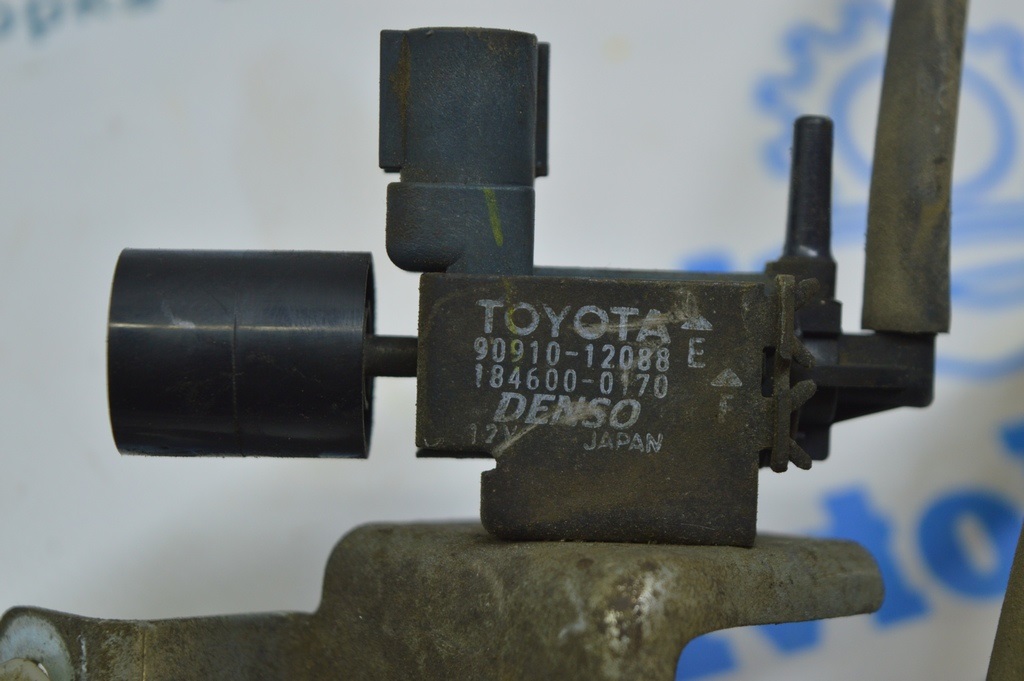 TOYOTA
90910-12088 E
184600-0170 F
DENSO
12V JAPAN